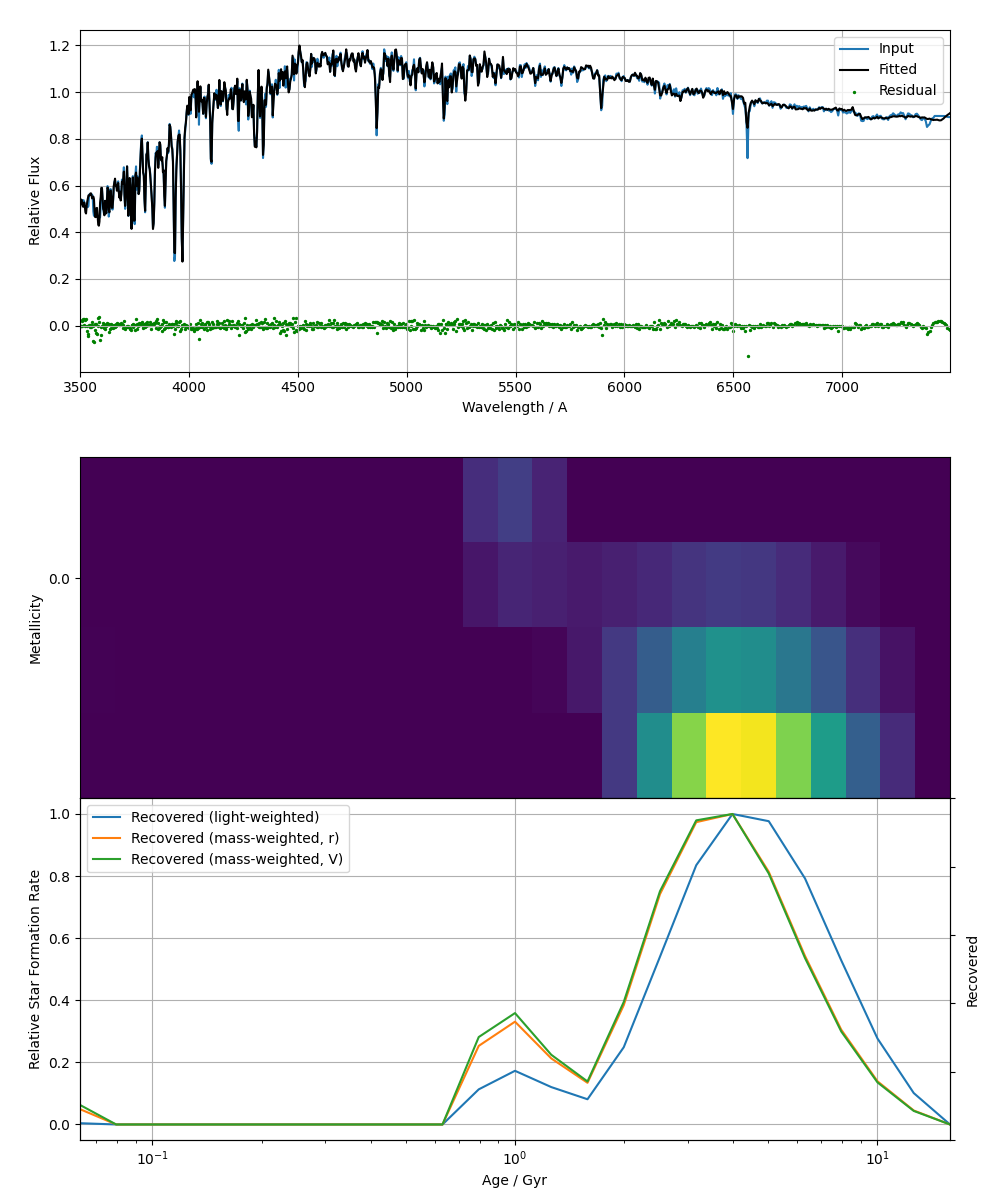 1.2
1.0
0.8
0.6
0.4
0.2
0.0
Relative Flux
Input
Fitted
Residual
3500
4000
4500
5000
5500
6000
6500
7000
Wavelength / A
0.0
Metallicity
Recovered (light-weighted)
Recovered (mass-weighted, r)
Recovered (mass-weighted, V)
1.0
0.8
0.6
0.4
0.2
0.0
Relative Star Formation Rate
Recovered
10⁻¹
10⁰
10¹
Age / Gyr